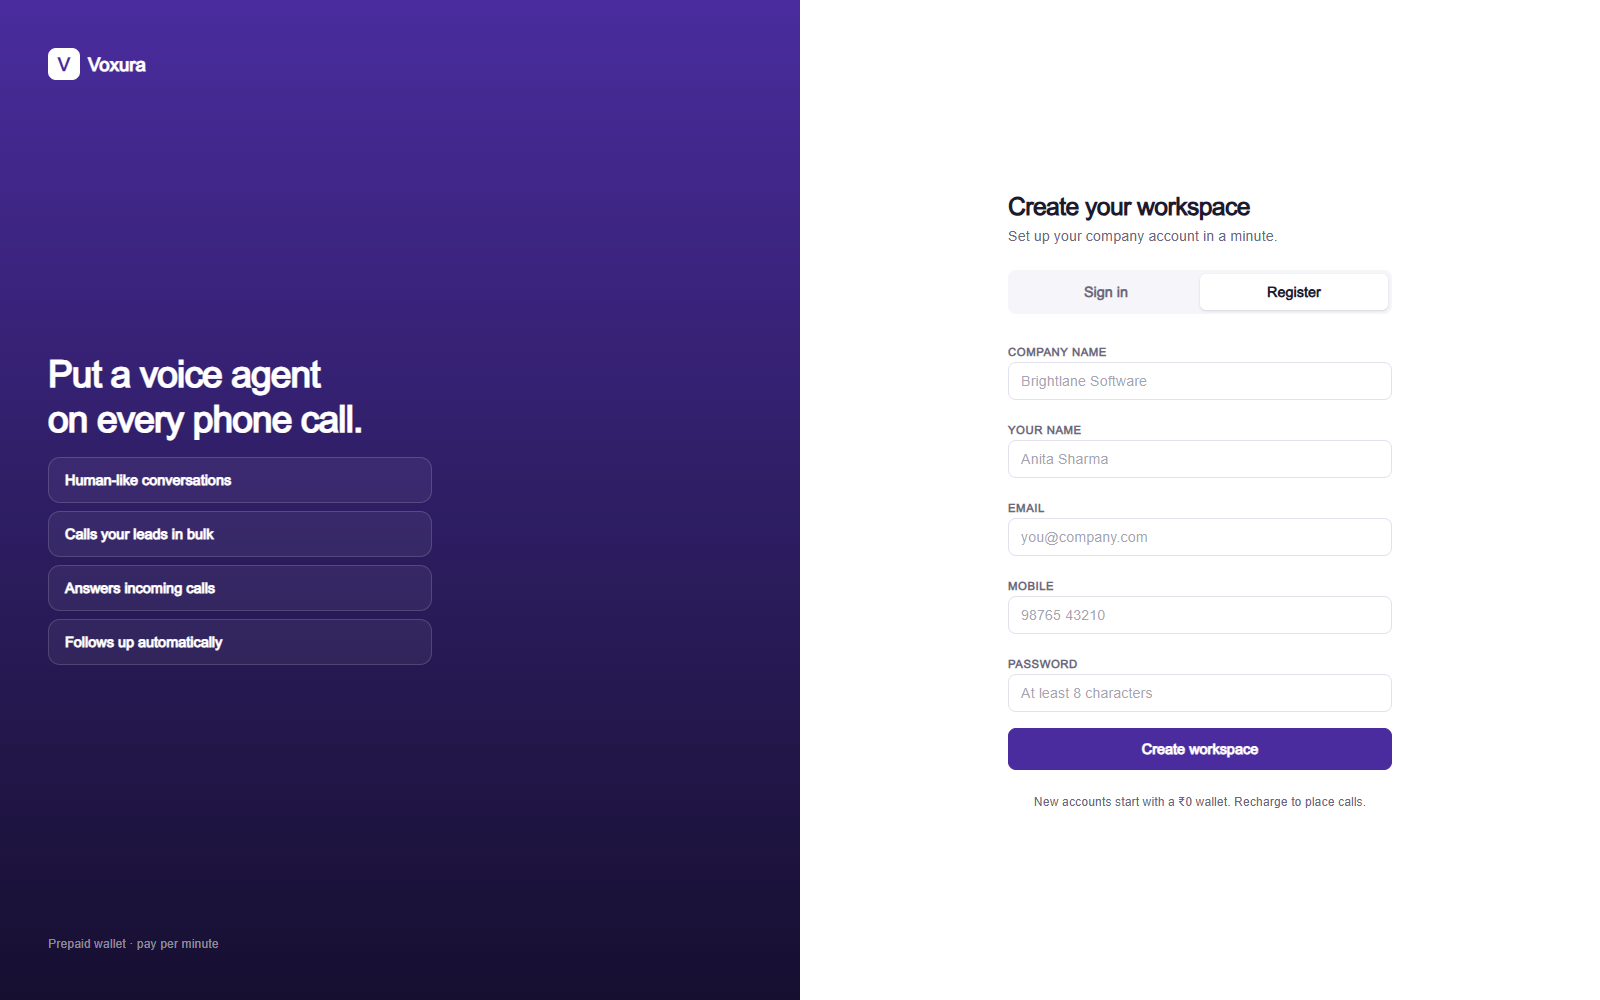 V Voxura
Put a voice agent
on every phone call.
Human-like conversations
Calls your leads in bulk
Answers incoming calls
Follows up automatically
Prepaid wallet · pay per minute
Create your workspace
Set up your company account in a minute.
Sign in Register
COMPANY NAME
Brightlane Software
YOUR NAME
Anita Sharma
EMAIL
you@company.com
MOBILE
98765 43210
PASSWORD
At least 8 characters
Create workspace
New accounts start with a ₹0 wallet. Recharge to place calls.